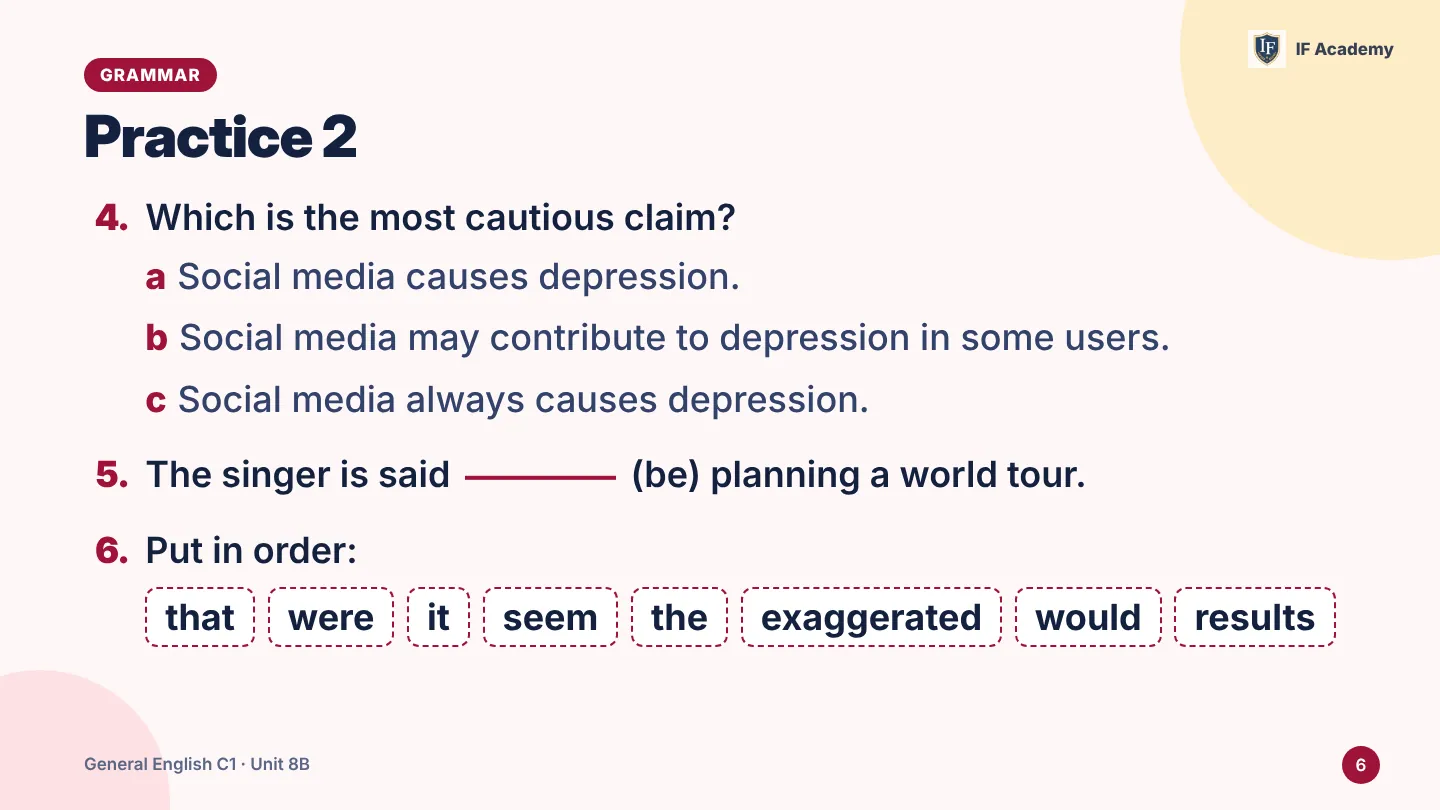 IF
IF Academy
GRAMMAR
Practice 2
4. Which is the most cautious claim?
a Social media causes depression.
b Social media may contribute to depression in some users.
c Social media always causes depression.
5. The singer is said ______ (be) planning a world tour.
6. Put in order:
that were it seem the exaggerated would results
General English C1 · Unit 8B
6